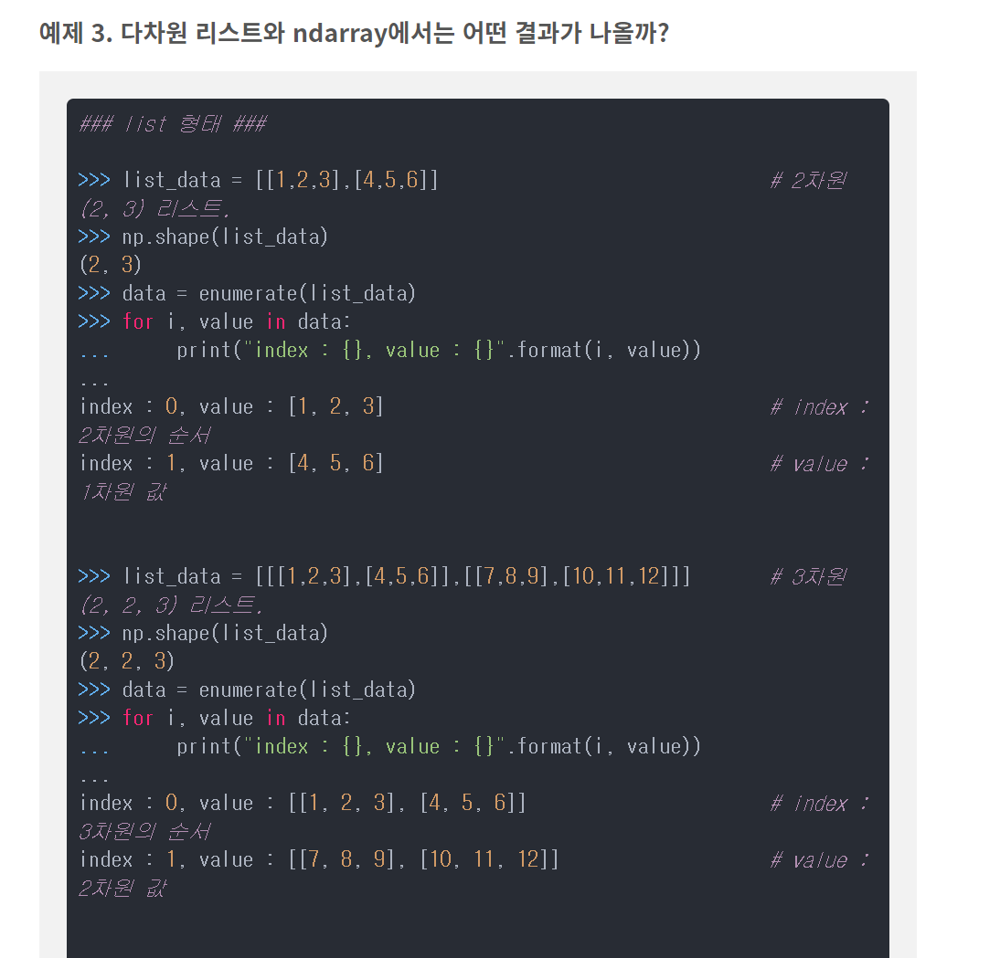 예제 3. 다차원 리스트와 ndarray에서는 어떤 결과가 나올까?
### list 형태 ###
>>> list_data = [[1,2,3],[4,5,6]] # 2차원
(2, 3) 리스트.
>>> np.shape(list_data)
(2, 3)
>>> data = enumerate(list_data)
>>> for i, value in data:
... print("index : {}, value : {}".format(i, value))
...
index : 0, value : [1, 2, 3] # index :
2차원의 순서
index : 1, value : [4, 5, 6] # value :
1차원 값
>>> list_data = [[[1,2,3],[4,5,6]],[[7,8,9],[10,11,12]]] # 3차원
(2, 2, 3) 리스트.
>>> np.shape(list_data)
(2, 2, 3)
>>> data = enumerate(list_data)
>>> for i, value in data:
... print("index : {}, value : {}".format(i, value))
...
index : 0, value : [[1, 2, 3], [4, 5, 6]] # index :
3차원의 순서
index : 1, value : [[7, 8, 9], [10, 11, 12]] # value :
2차원 값